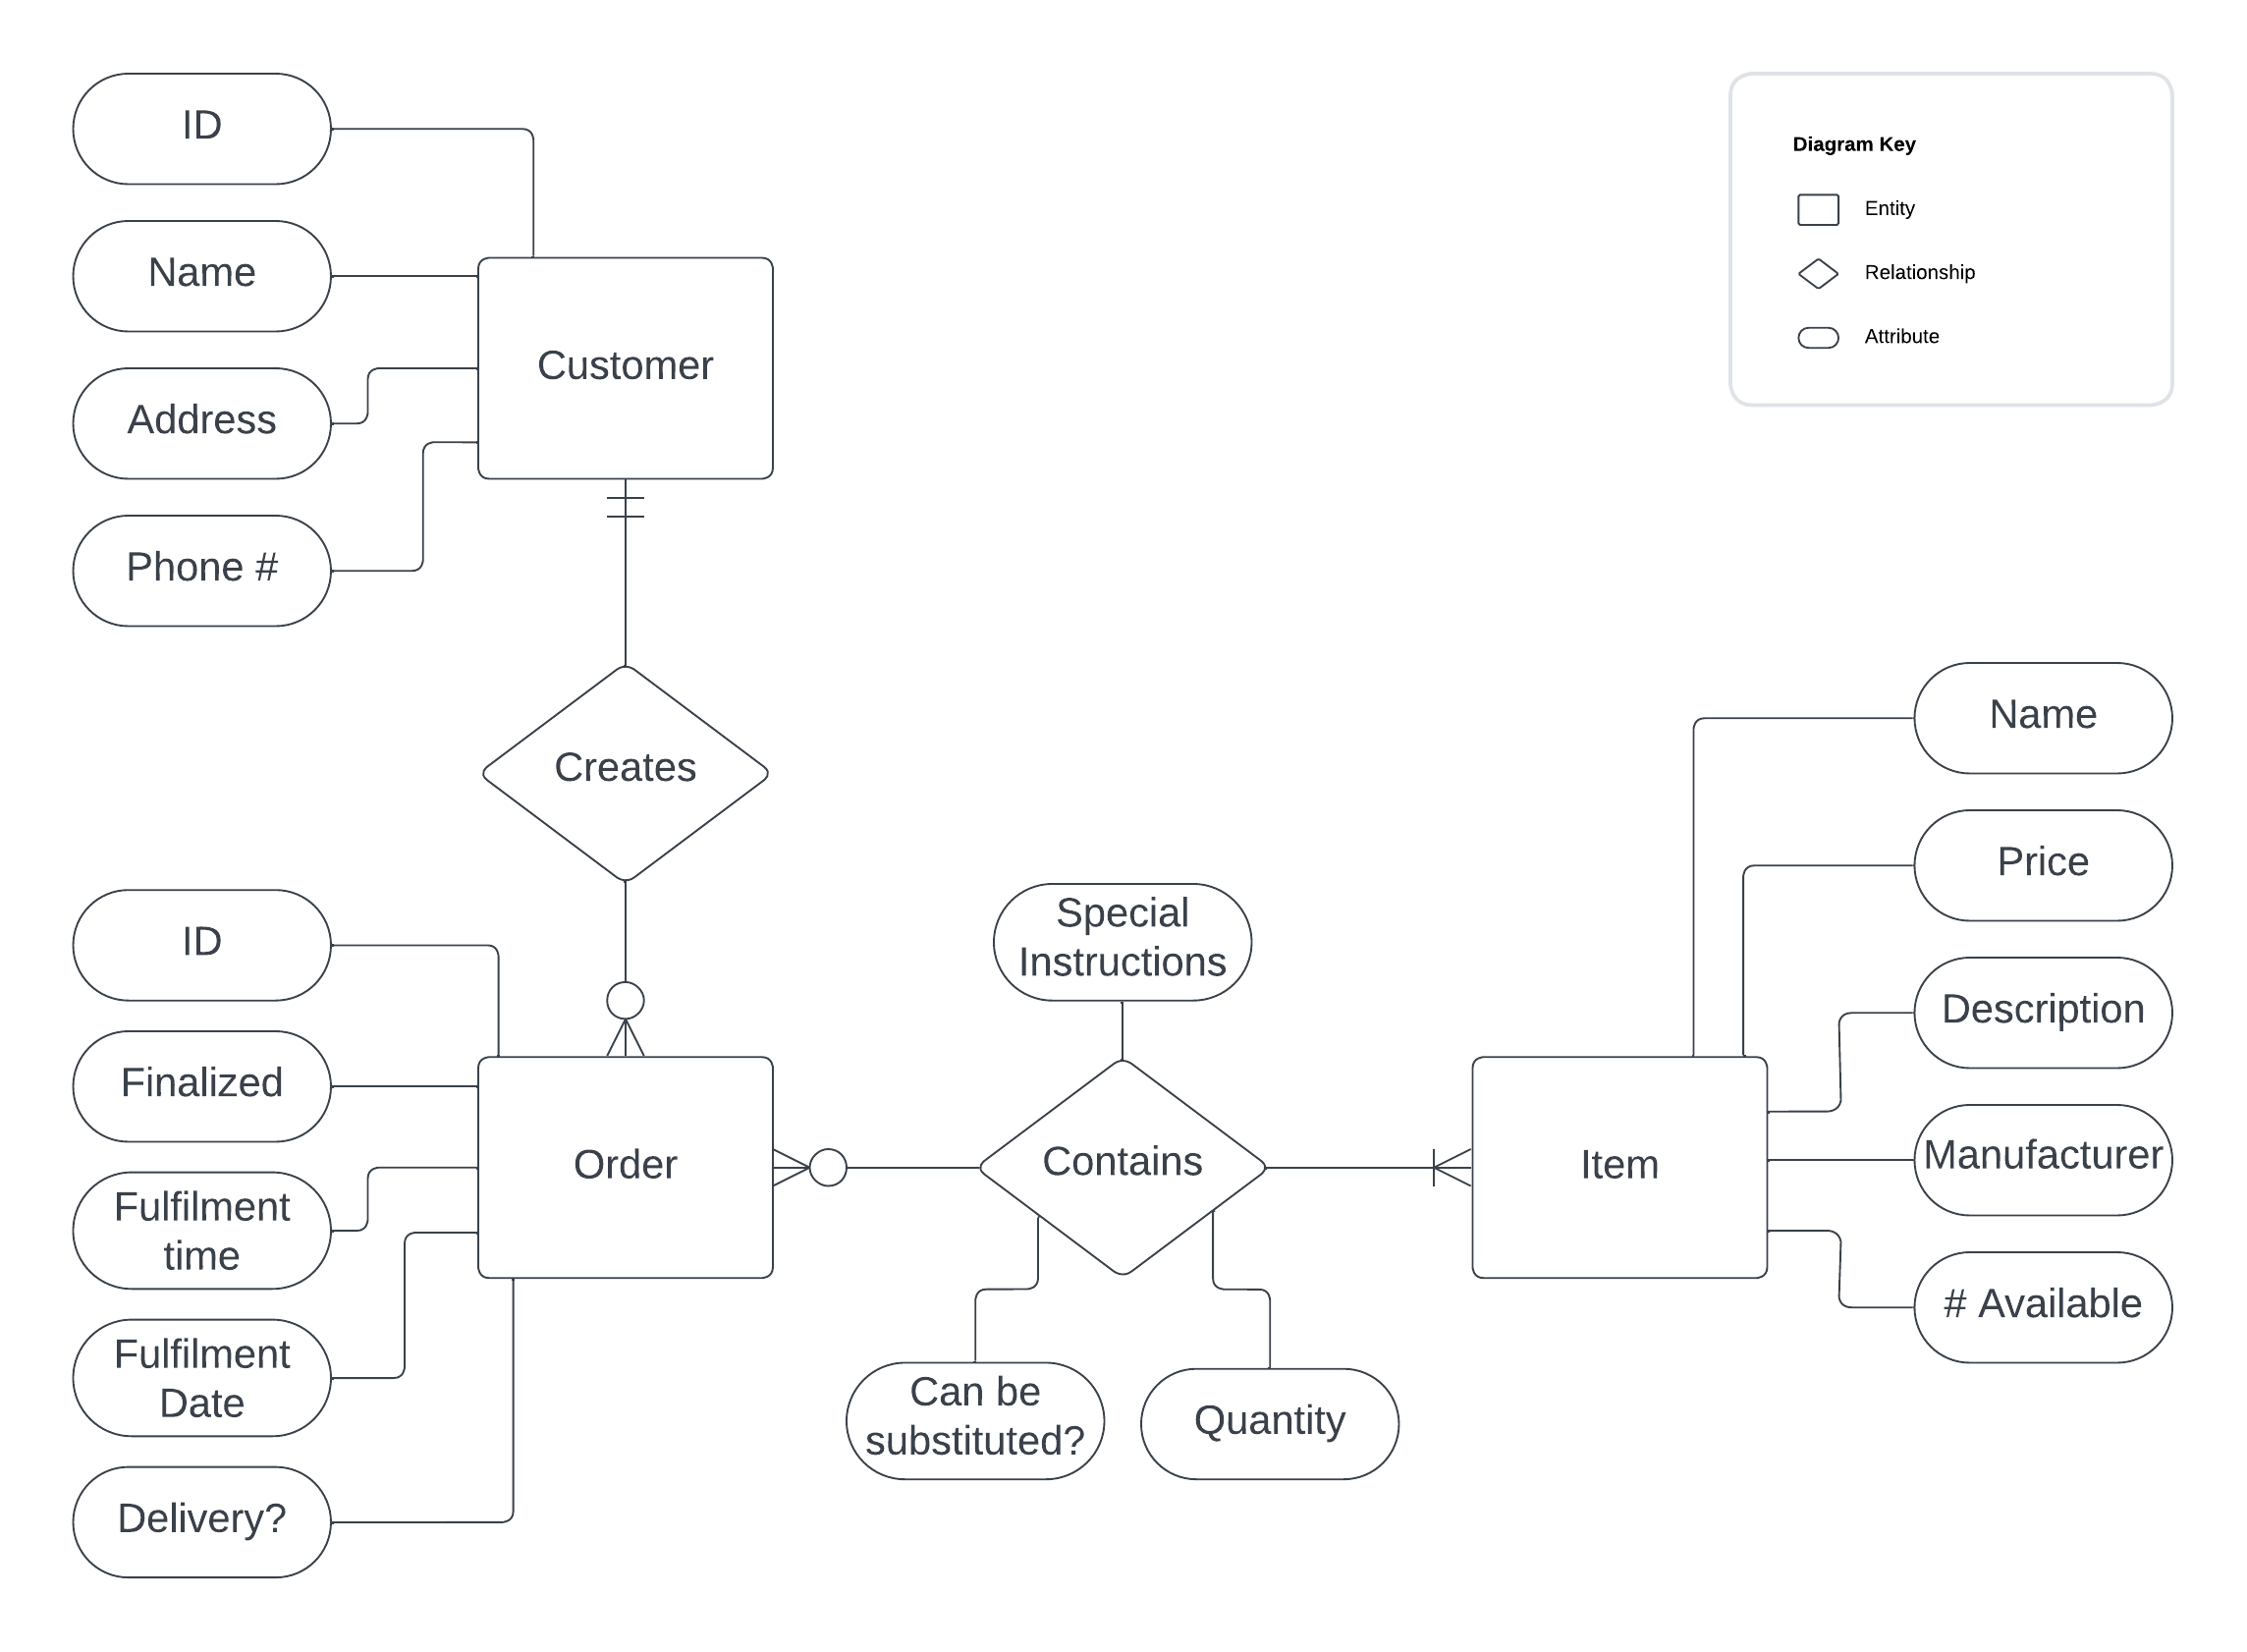 ID
Name
Address
Phone #
Customer
Diagram Key
Entity
Relationship
Attribute
Creates
ID
Finalized
Fulfilment
time
Fulfilment
Date
Delivery?
Order
Special
Instructions
Contains
Can be
substituted?
Quantity
Item
Name
Price
Description
Manufacturer
# Available